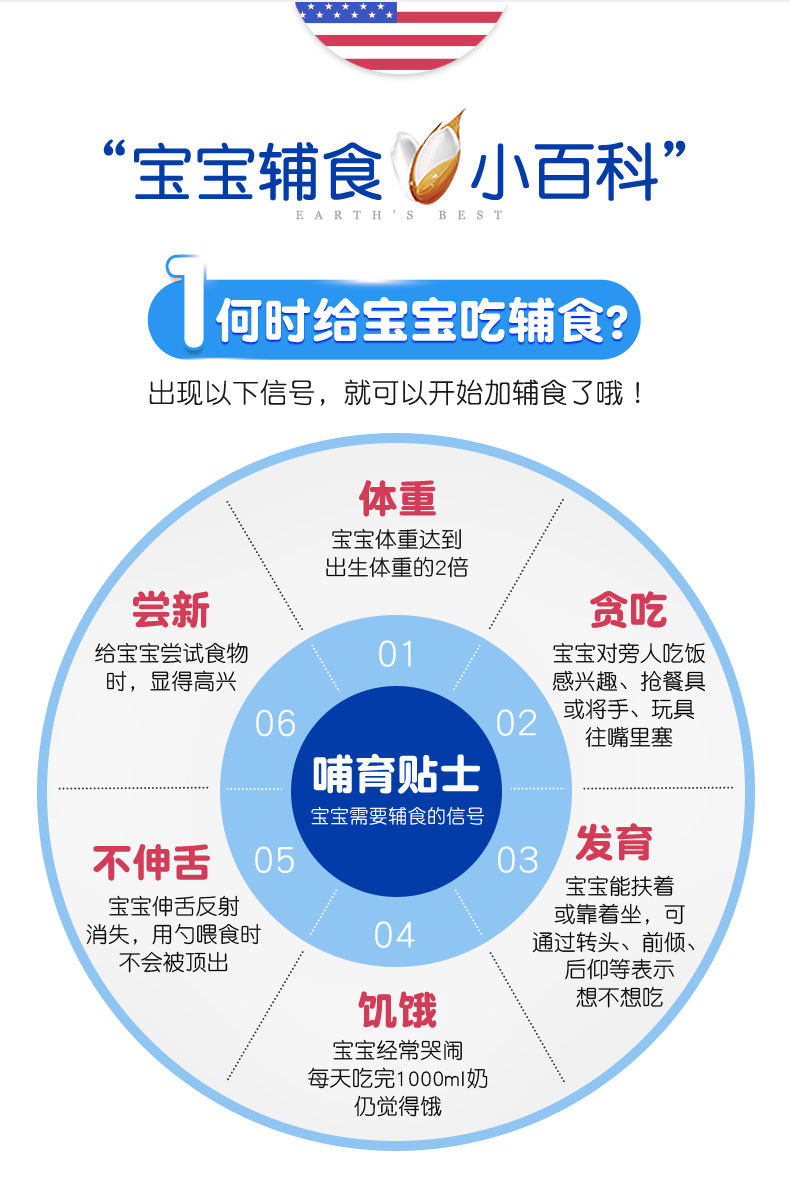 “宝宝辅食小百科”
EARTH'S BEST
1何时给宝宝吃辅食?
出现以下信号，就可以开始加辅食了哦！
体重
宝宝体重达到
出生体重的2倍
01
贪吃
宝宝对旁人吃饭
感兴趣、抢餐具
或将手、玩具
往嘴里塞
02
发育
宝宝能扶着
或靠着坐，可
通过转头、前倾、
后仰等表示
想不想吃
03
饥饿
宝宝经常哭闹
每天吃完1000ml奶
仍觉得饿
04
不伸舌
宝宝伸舌反射
消失，用勺喂食时
不会被顶出
05
尝新
给宝宝尝试食物
时，显得高兴
06
哺育贴士
宝宝需要辅食的信号